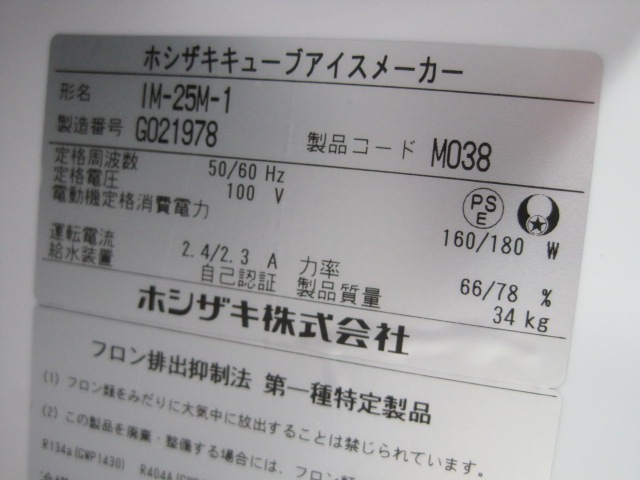 ホシザキキューブアイスメーカー
形名 IM-25M-1
製造番号 G021978 製品コード M038
定格周波数 50/60 Hz
定格電圧 100 V
PS E
電動機定格消費電力 160/180 W
運転電流 2.4/2.3 A 力率 66/78 %
給水装置 自己認証 製品質量 34 kg
ホシザキ株式会社
フロン排出抑制法 第一種特定製品
(1) フロン類をみだりに大気中に放出することは禁じられています。
(2) この製品を廃棄・整備する場合には、フロン類
R134a(GWP1430) R404A(GW